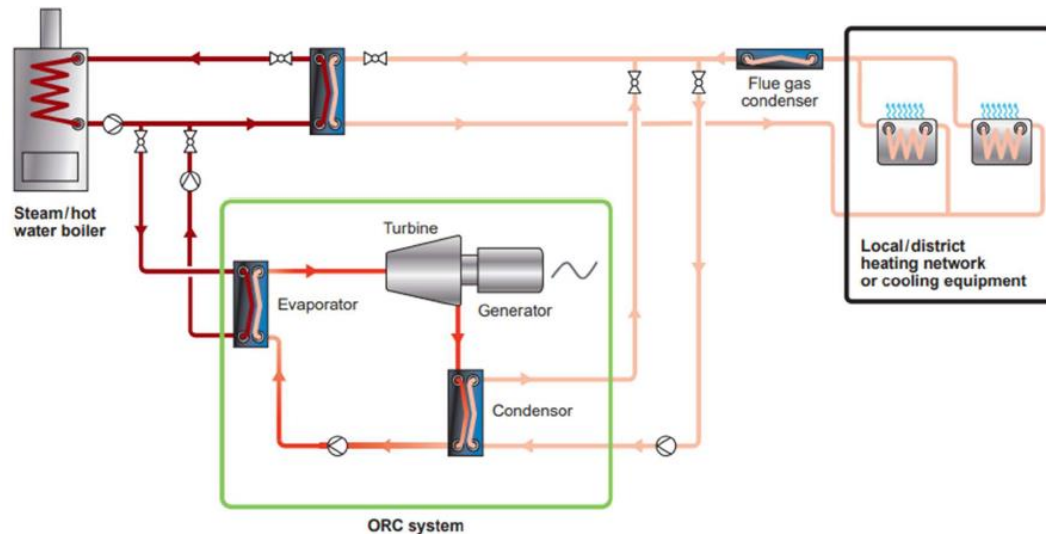 Flue gas
condenser
Steam/hot
water boiler
Turbine
Evaporator
Generator
Condensor
Local/district
heating network
or cooling equipment
ORC system